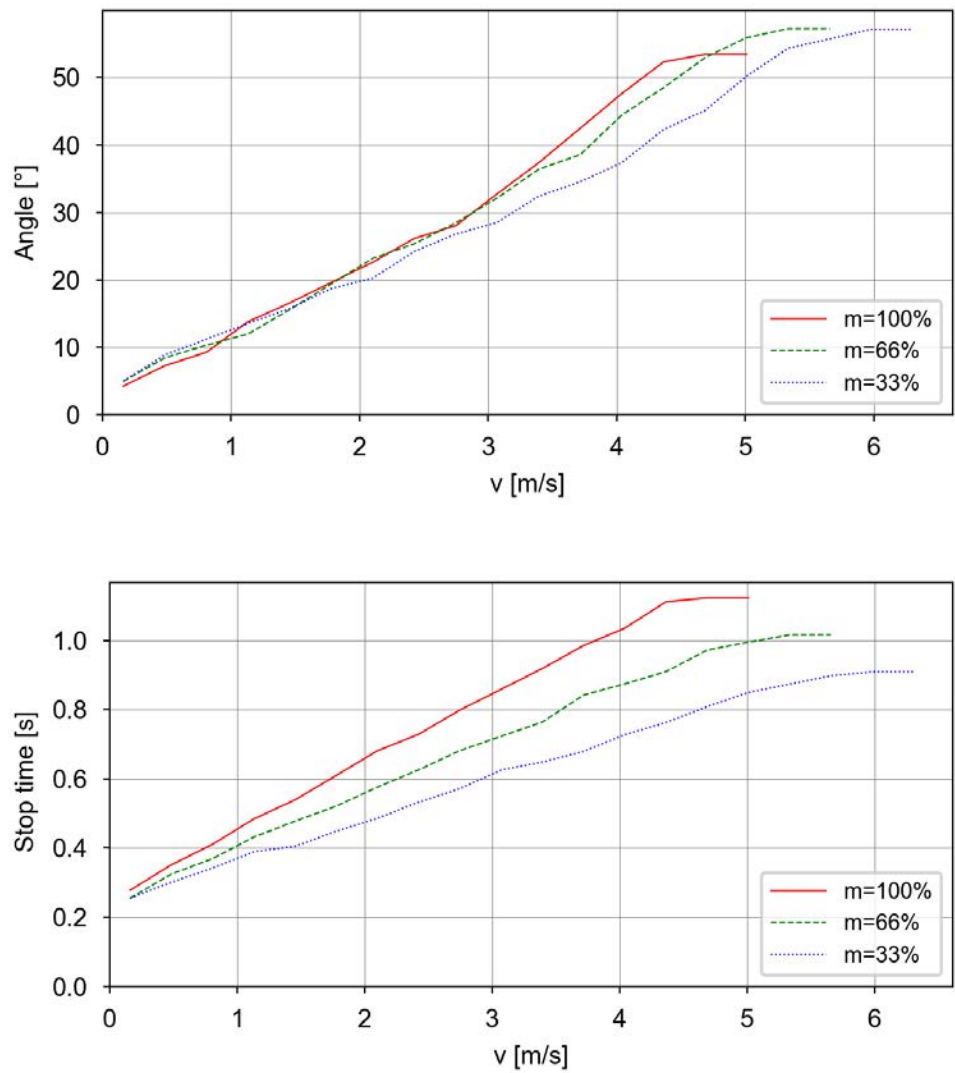 50
40
30
20
10
0
Angle [°]
m=100%
m=66%
m=33%
0 1 2 3 4 5 6
v [m/s]
1.0
0.8
0.6
0.4
0.2
0.0
Stop time [s]
m=100%
m=66%
m=33%
0 1 2 3 4 5 6
v [m/s]